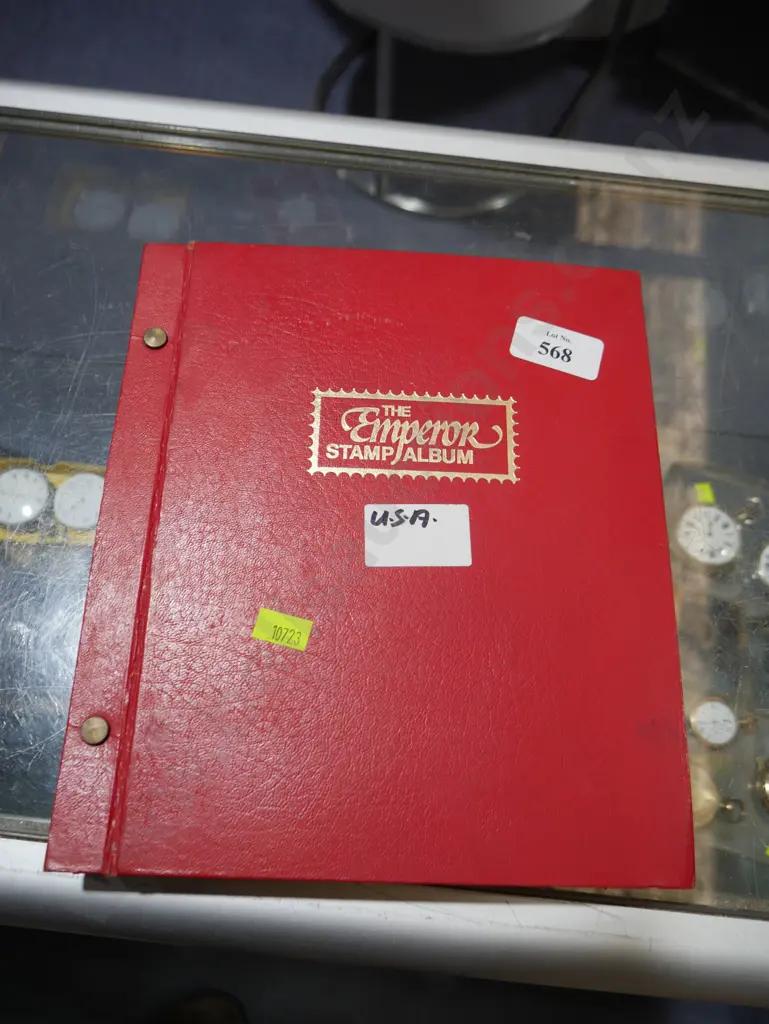 Lot No.
568
THE
Emperor
STAMP ALBUM
U.S.A.
10723